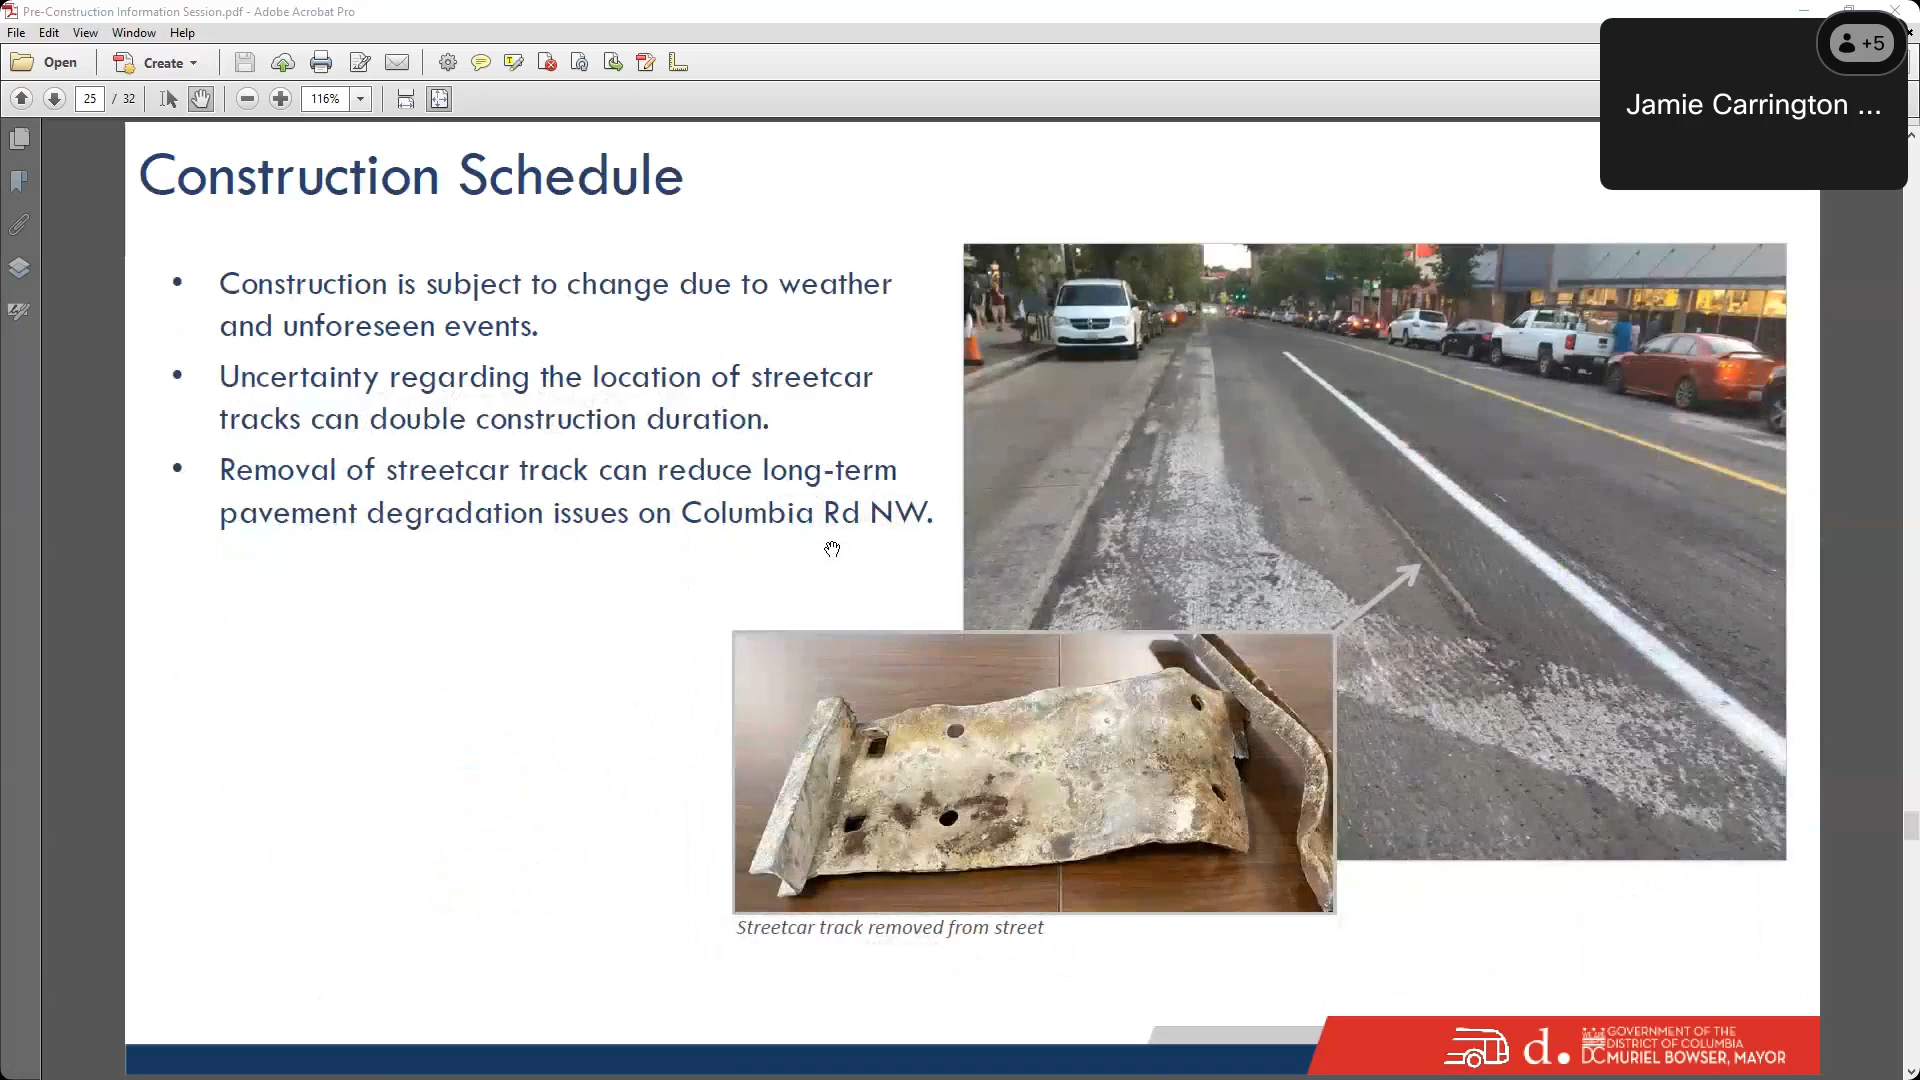 Pre-Construction Information Session.pdf - Adobe Acrobat Pro
File Edit View Window Help
Open Create
25 / 32 116%
+5
Jamie Carrington ...
Construction Schedule
• Construction is subject to change due to weather
and unforeseen events.
• Uncertainty regarding the location of streetcar
tracks can double construction duration.
• Removal of streetcar track can reduce long-term
pavement degradation issues on Columbia Rd NW.
Streetcar track removed from street
d.
WE ARE
DC
GOVERNMENT OF THE
DISTRICT OF COLUMBIA
MURIEL BOWSER, MAYOR